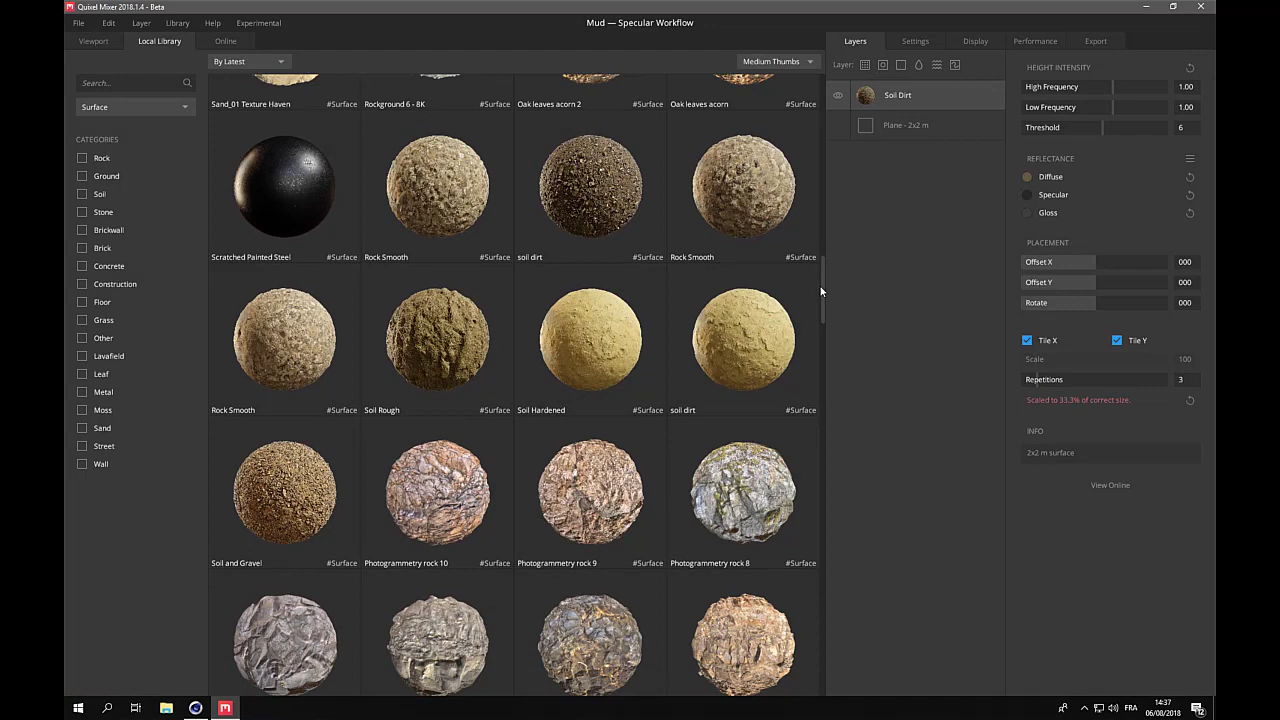 Quixel Mixer 2018.1.4 - Beta
File Edit Layer Library Help Experimental
Mud — Specular Workflow
Viewport Local Library Online
Layers Settings Display Performance Export
Search...
Surface
CATEGORIES
Rock
Ground
Soil
Stone
Brickwall
Brick
Concrete
Construction
Floor
Grass
Other
Lavafield
Leaf
Metal
Moss
Sand
Street
Wall
By Latest
Medium Thumbs
Sand_01 Texture Haven #Surface Rockground 6 - 8K #Surface Oak leaves acorn 2 #Surface Oak leaves acorn #Surface
Scratched Painted Steel #Surface Rock Smooth #Surface soil dirt #Surface Rock Smooth #Surface
Rock Smooth #Surface Soil Rough #Surface Soil Hardened #Surface soil dirt #Surface
Soil and Gravel #Surface Photogrammetry rock 10 #Surface Photogrammetry rock 9 #Surface Photogrammetry rock 8 #Surface
Layer:
Soil Dirt
Plane - 2x2 m
HEIGHT INTENSITY
High Frequency 1.00
Low Frequency 1.00
Threshold 6
REFLECTANCE
Diffuse
Specular
Gloss
PLACEMENT
Offset X 000
Offset Y 000
Rotate 000
Tile X Tile Y
Scale 100
Repetitions 3
Scaled to 33.3% of correct size.
INFO
2x2 m surface
View Online
FRA
14:37
06/08/2018